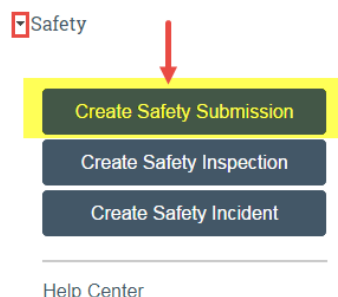 Safety
Create Safety Submission
Create Safety Inspection
Create Safety Incident
Help Center